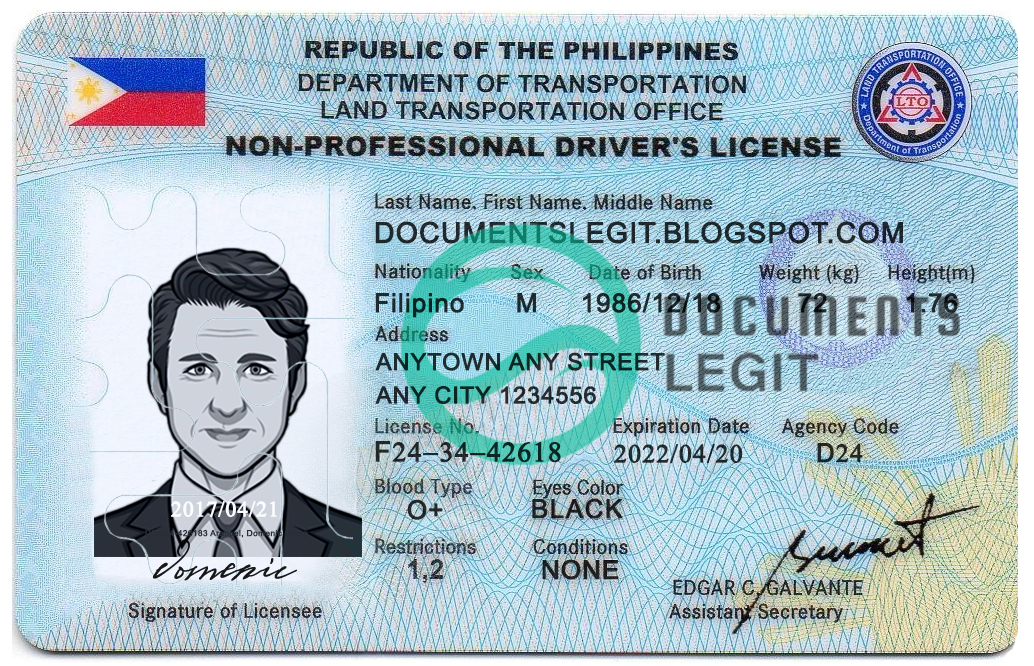 REPUBLIC OF THE PHILIPPINES
DEPARTMENT OF TRANSPORTATION
LAND TRANSPORTATION OFFICE
NON-PROFESSIONAL DRIVER'S LICENSE
LAND TRANSPORTATION OFFICE
LTO
Department of Transportation
Last Name, First Name, Middle Name
DOCUMENTSLEGIT.BLOGSPOT.COM
Nationality Sex Date of Birth Weight (kg) Height(m)
Filipino M 1986/12/18 72 1.76
DOCUMENTS
LEGIT
Address
ANYTOWN ANY STREET
ANY CITY 1234556
License No. Expiration Date Agency Code
F24-34-42618 2022/04/20 D24
Blood Type Eyes Color
O+ BLACK
Restrictions Conditions
1,2 NONE
2017/04/21
Domenic
Signature of Licensee
EDGAR C. GALVANTE
Assistant Secretary